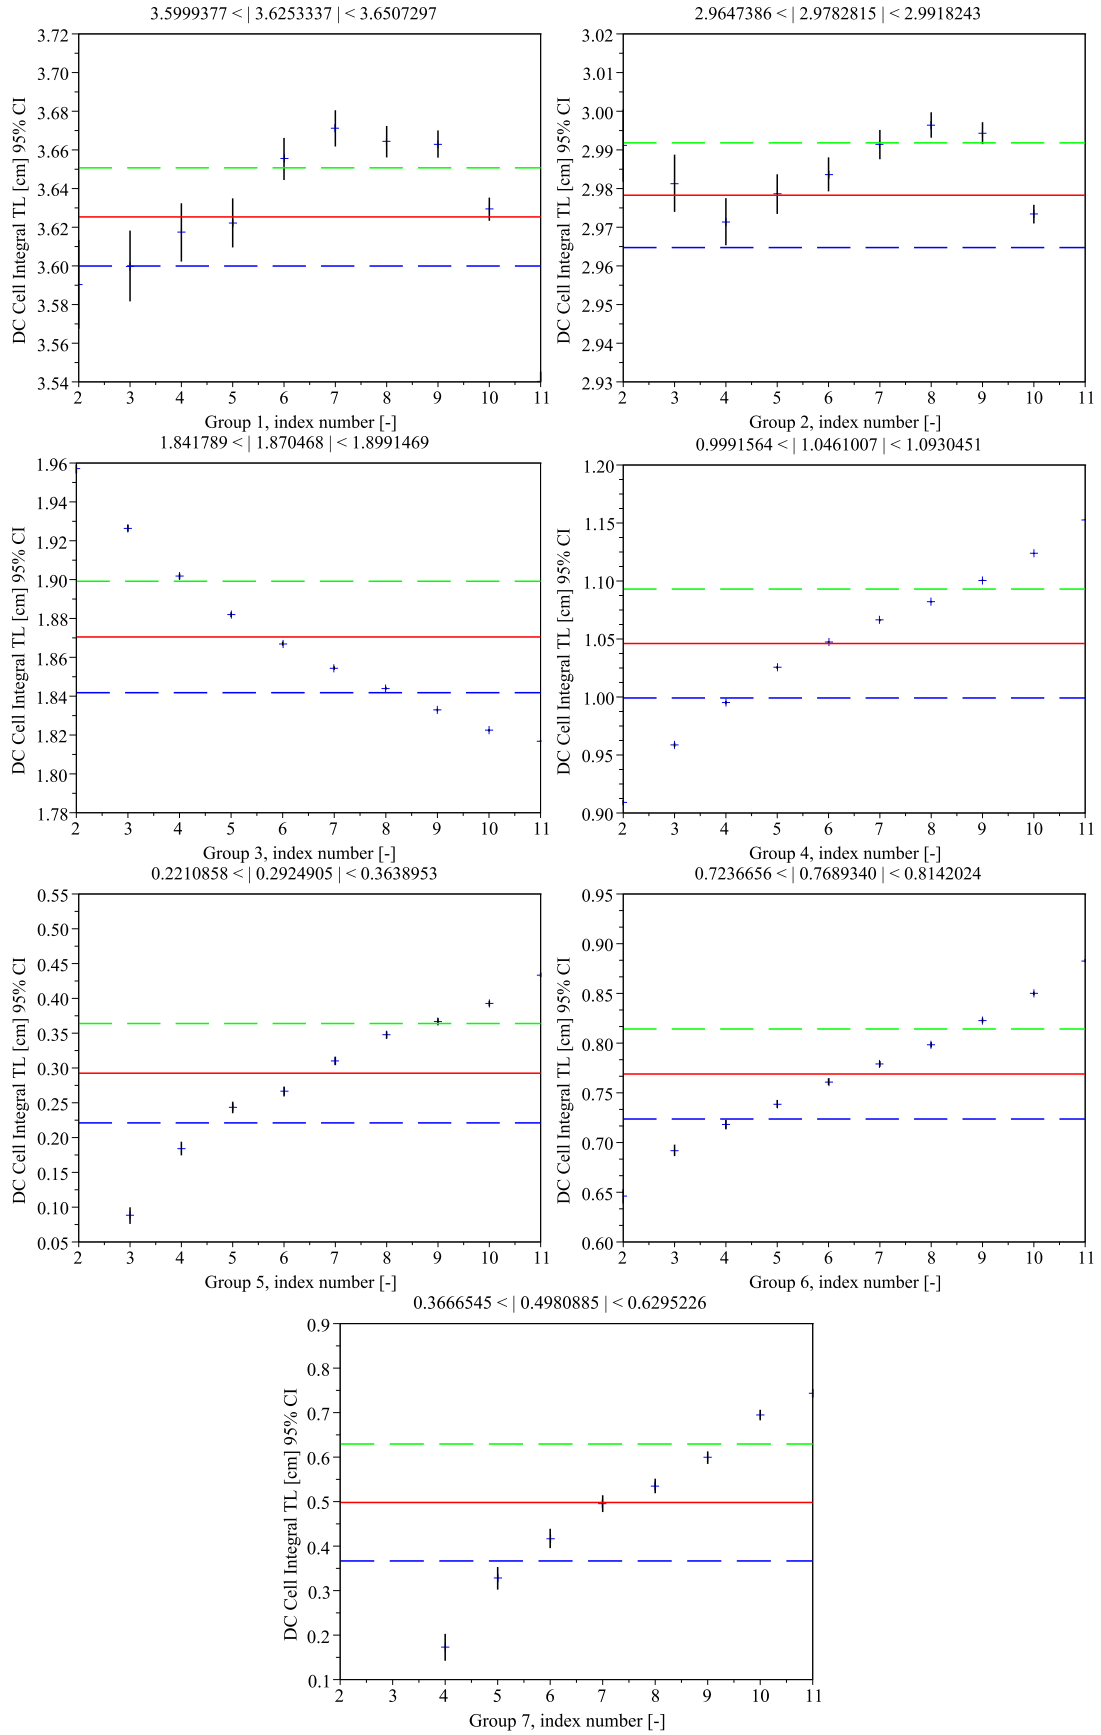 3.5999377 < | 3.6253337 | < 3.6507297
DC Cell Integral TL [cm] 95% CI
3.72
3.70
3.68
3.66
3.64
3.62
3.60
3.58
3.56
3.54
2 3 4 5 6 7 8 9 10 11
Group 1, index number [-]
2.9647386 < | 2.9782815 | < 2.9918243
DC Cell Integral TL [cm] 95% CI
3.02
3.01
3.00
2.99
2.98
2.97
2.96
2.95
2.94
2.93
2 3 4 5 6 7 8 9 10 11
Group 2, index number [-]
1.841789 < | 1.870468 | < 1.8991469
DC Cell Integral TL [cm] 95% CI
1.96
1.94
1.92
1.90
1.88
1.86
1.84
1.82
1.80
1.78
2 3 4 5 6 7 8 9 10 11
Group 3, index number [-]
0.9991564 < | 1.0461007 | < 1.0930451
DC Cell Integral TL [cm] 95% CI
1.20
1.15
1.10
1.05
1.00
0.95
0.90
2 3 4 5 6 7 8 9 10 11
Group 4, index number [-]
0.2210858 < | 0.2924905 | < 0.3638953
DC Cell Integral TL [cm] 95% CI
0.55
0.50
0.45
0.40
0.35
0.30
0.25
0.20
0.15
0.10
0.05
2 3 4 5 6 7 8 9 10 11
Group 5, index number [-]
0.7236656 < | 0.7689340 | < 0.8142024
DC Cell Integral TL [cm] 95% CI
0.95
0.90
0.85
0.80
0.75
0.70
0.65
0.60
2 3 4 5 6 7 8 9 10 11
Group 6, index number [-]
0.3666545 < | 0.4980885 | < 0.6295226
DC Cell Integral TL [cm] 95% CI
0.9
0.8
0.7
0.6
0.5
0.4
0.3
0.2
0.1
2 3 4 5 6 7 8 9 10 11
Group 7, index number [-]